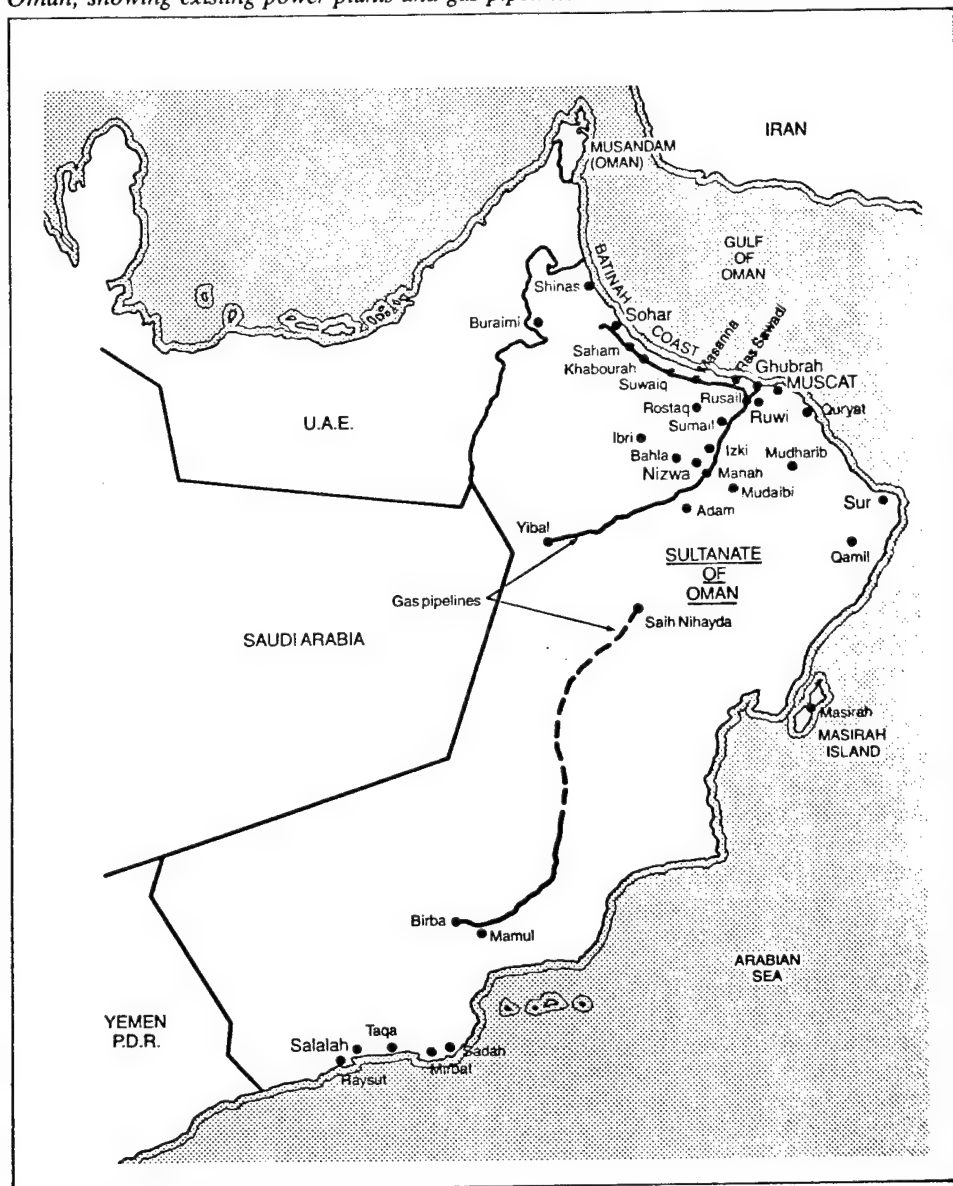 Oman, showing existing power plants and gas
IRAN
MUSANDAM
(OMAN)
GULF
OF
OMAN
BATINAH COAST
Shinas
Buraimi
Sohar
Saham
Khabourah
Suwaiq
Ras Sawadi
Ghubrah
MUSCAT
Rusail
Ruwi
Quryat
Rostaq
Sumail
U.A.E.
Ibri
Izki
Mudharib
Bahla
Nizwa
Manah
Mudaibi
Sur
Adam
Yibal
Qamil
SULTANATE
OF
OMAN
Gas pipelines
Saih Nihayda
SAUDI ARABIA
Masirah
MASIRAH
ISLAND
Birba
Mamul
ARABIAN
SEA
YEMEN
P.D.R.
Taqa
Salalah
Sadah
Mirbat
Raysut